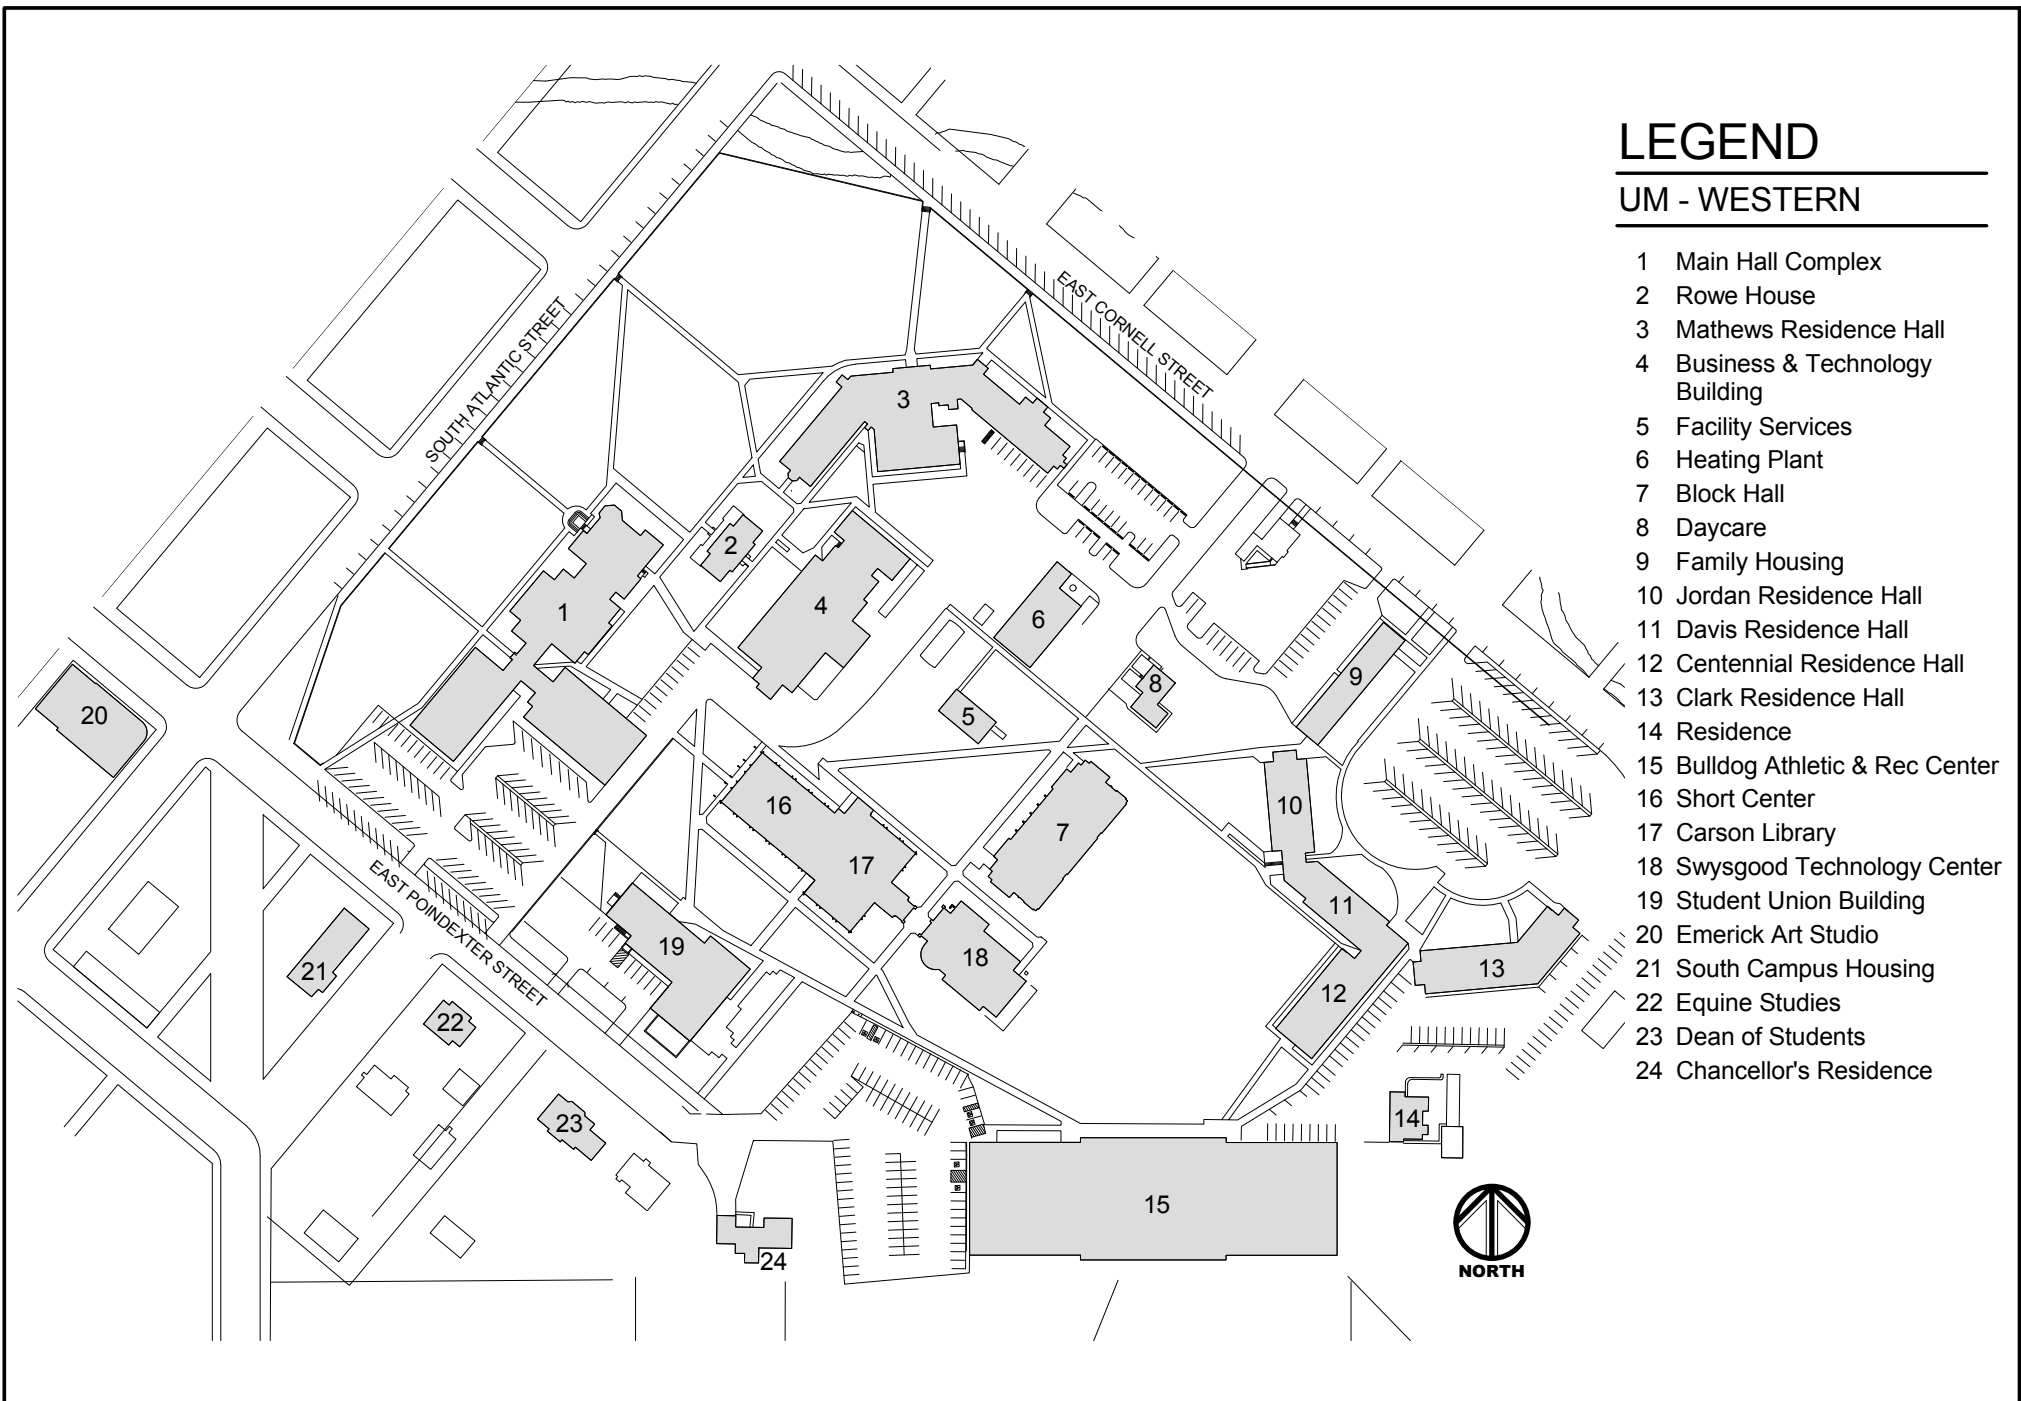 LEGEND
UM - WESTERN
1 Main Hall Complex
2 Rowe House
3 Mathews Residence Hall
4 Business & Technology
Building
5 Facility Services
6 Heating Plant
7 Block Hall
8 Daycare
9 Family Housing
10 Jordan Residence Hall
11 Davis Residence Hall
12 Centennial Residence Hall
13 Clark Residence Hall
14 Residence
15 Bulldog Athletic & Rec Center
16 Short Center
17 Carson Library
18 Swysgood Technology Center
19 Student Union Building
20 Emerick Art Studio
21 South Campus Housing
22 Equine Studies
23 Dean of Students
24 Chancellor's Residence
SOUTH ATLANTIC STREET
EAST CORNELL STREET
EAST POINDEXTER STREET
3
2
1
4
6
5
8
9
20
16
17
7
10
11
19
18
12
13
21
22
23
14
15
24
NORTH